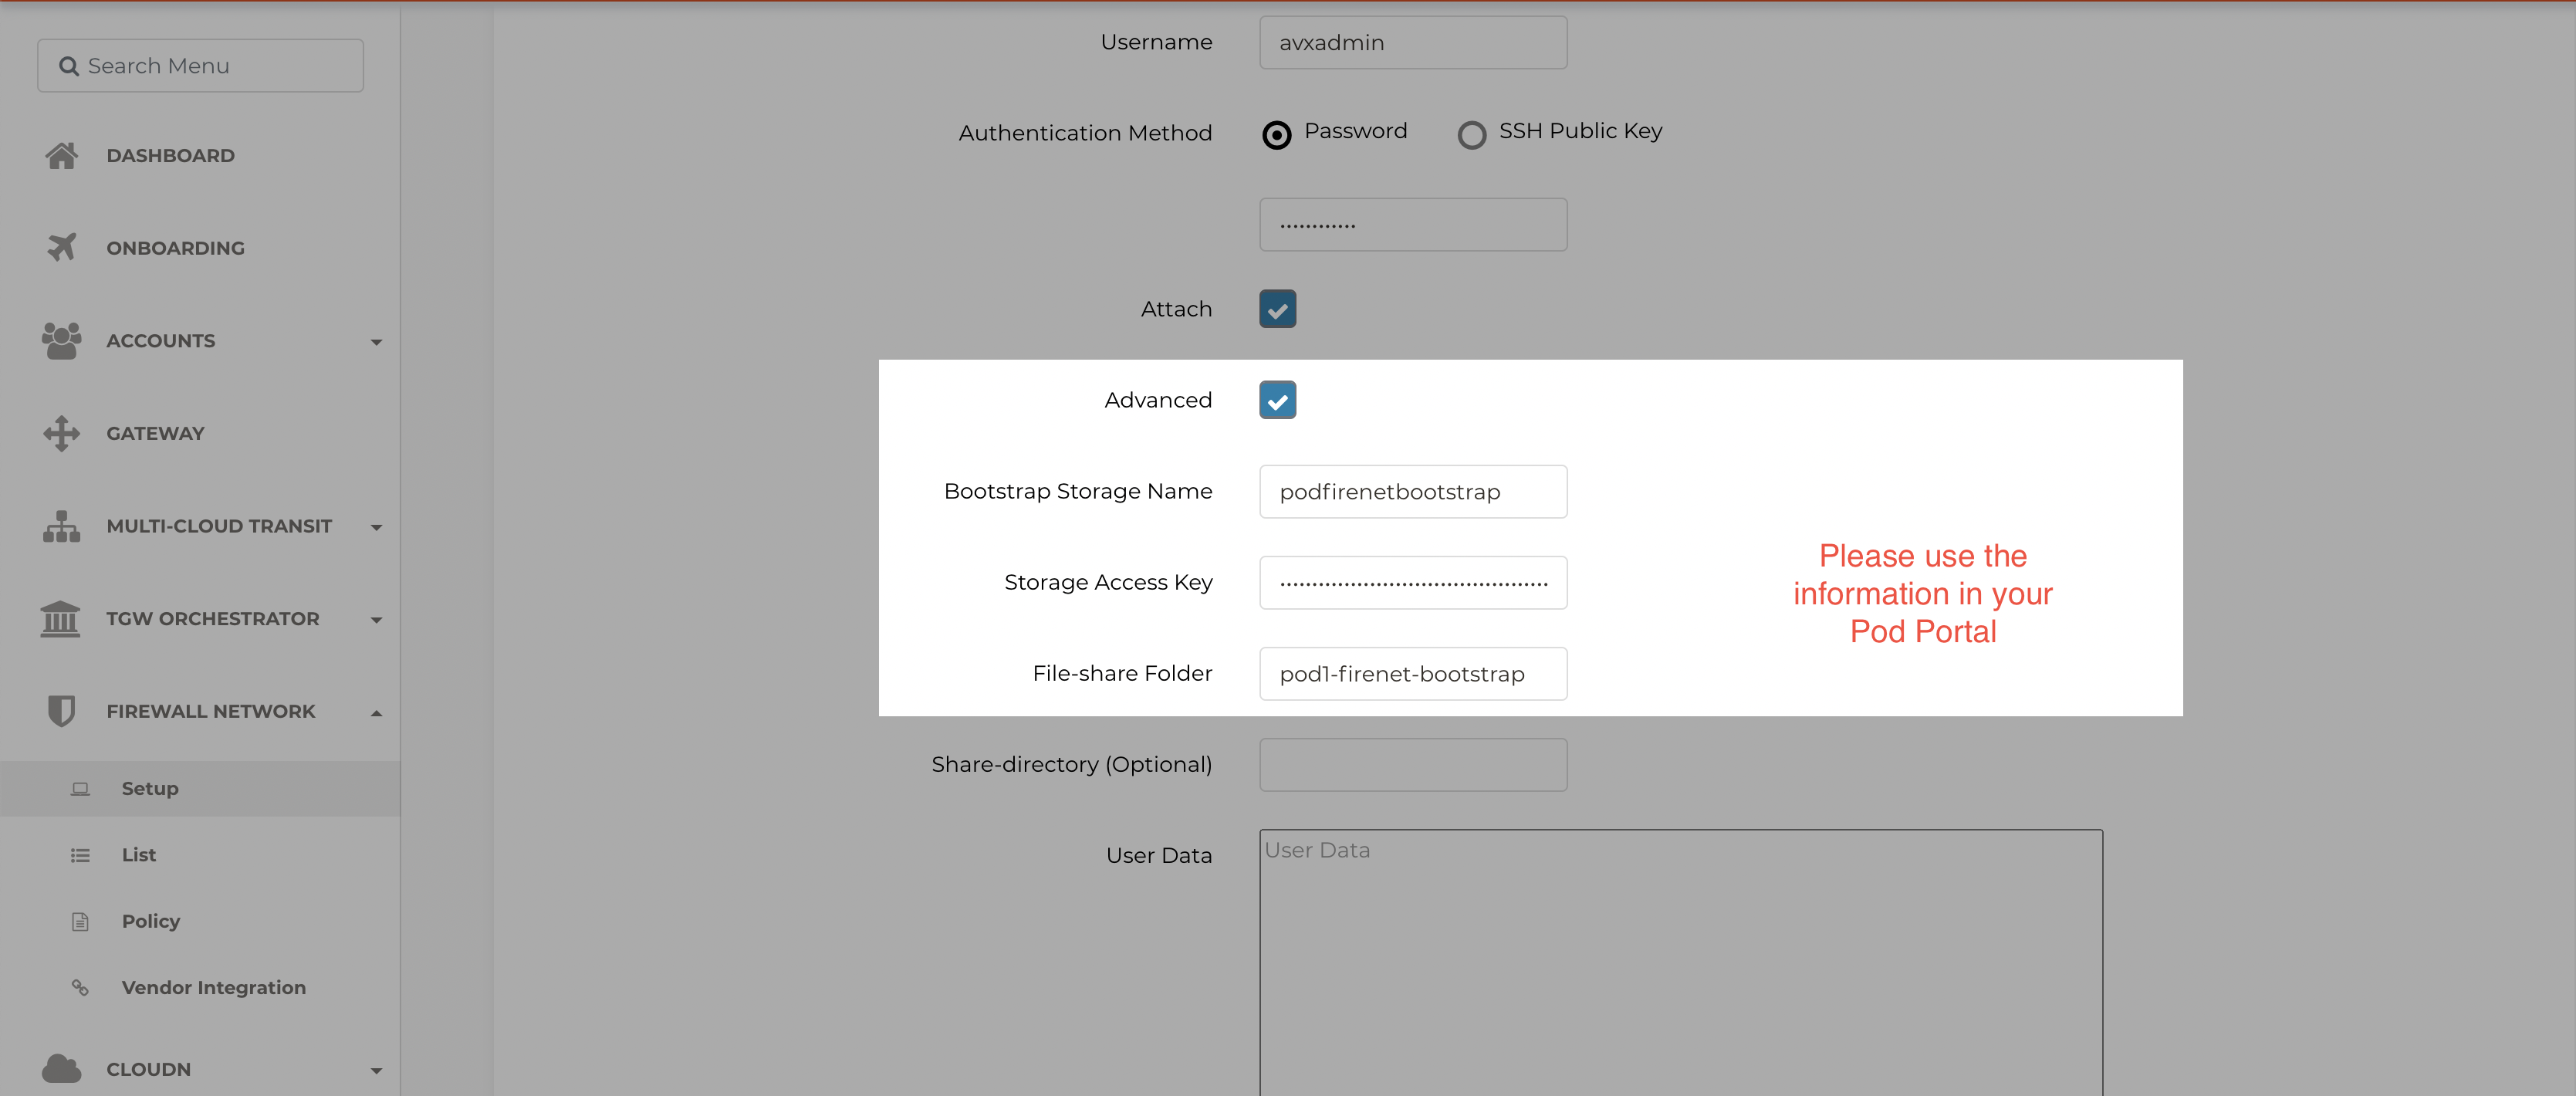 Search Menu
DASHBOARD
ONBOARDING
ACCOUNTS
GATEWAY
MULTI-CLOUD TRANSIT
TGW ORCHESTRATOR
FIREWALL NETWORK
Setup
List
Policy
Vendor Integration
CLOUDN
Username avxadmin
Authentication Method Password SSH Public Key
Attach
Advanced
Bootstrap Storage Name podfirenetbootstrap
Storage Access Key
File-share Folder pod1-firenet-bootstrap
Please use the
information in your
Pod Portal
Share-directory (Optional)
User Data User Data